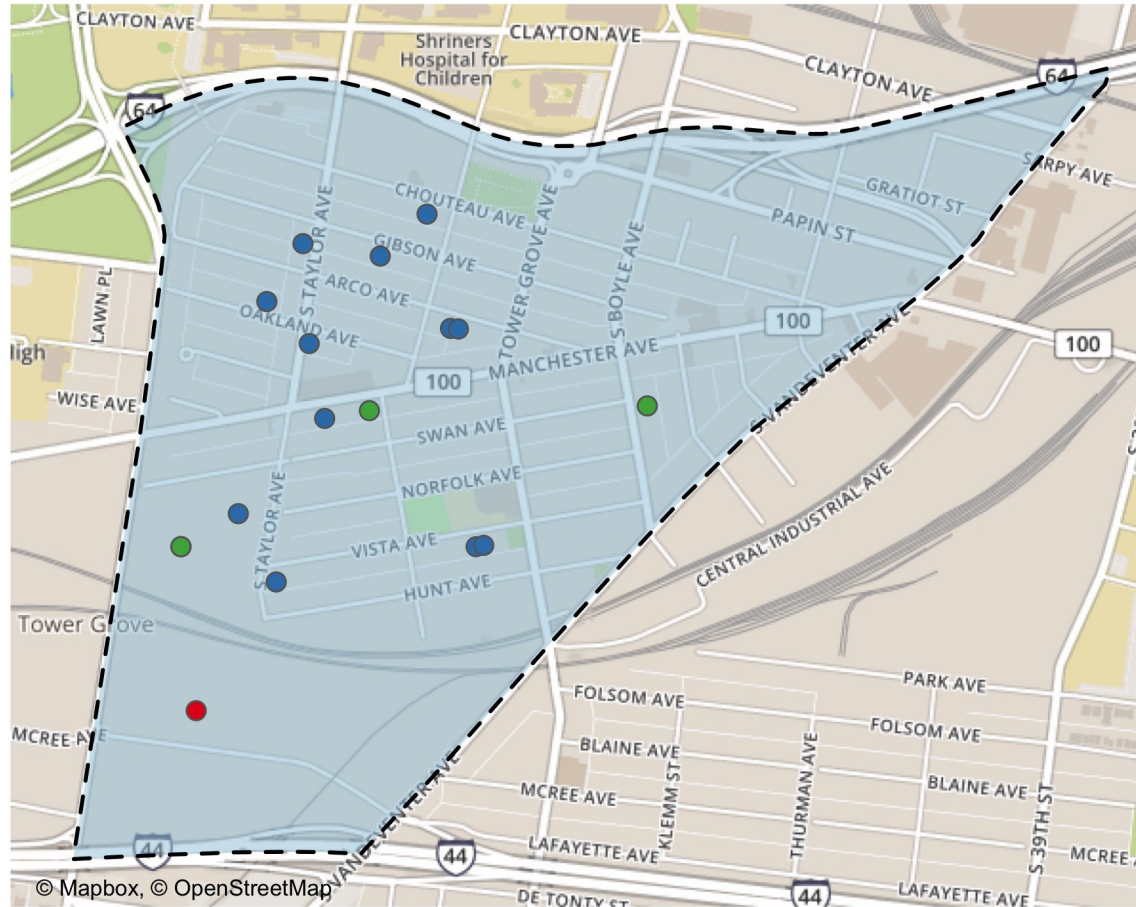 CLAYTON AVE
CLAYTON AVE
Shriners
Hospital for
Children
CLAYTON AVE
64
64
SARPY AVE
GRATIOT ST
CHOUTEAU AVE
PAPIN ST
S TAYLOR AVE
TOWER GROVE AVE
S BOYLE AVE
GIBSON AVE
ARCO AVE
LAWN PL
OAKLAND AVE
100
100
MANCHESTER AVE
100
S VANDEVENTER AVE
WISE AVE
SWAN AVE
NORFOLK AVE
S TAYLOR AVE
VISTA AVE
HUNT AVE
CENTRAL INDUSTRIAL AVE
Tower Grove
PARK AVE
FOLSOM AVE
FOLSOM AVE
MCREE AVE
BLAINE AVE
BLAINE AVE
KLEMM ST
THURMAN AVE
S 39TH ST
MCREE AVE
VANDEVENTER AVE
44
44
LAFAYETTE AVE
MCREE
44
LAFAYETTE AVE
DE TONTY ST
© Mapbox, © OpenStreetMap